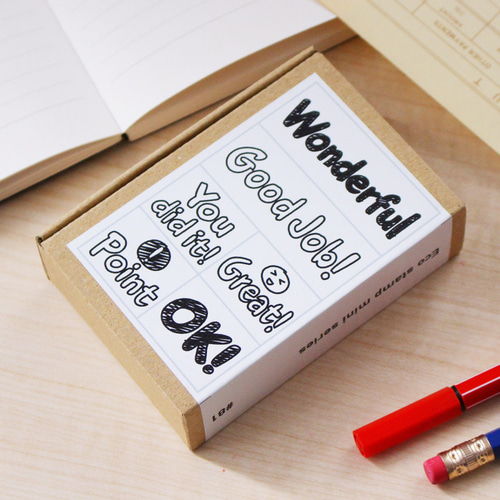 Wonderful
Good Job!
You
did it!
Great!
Point
OK!
Eco stamp mini series
#81